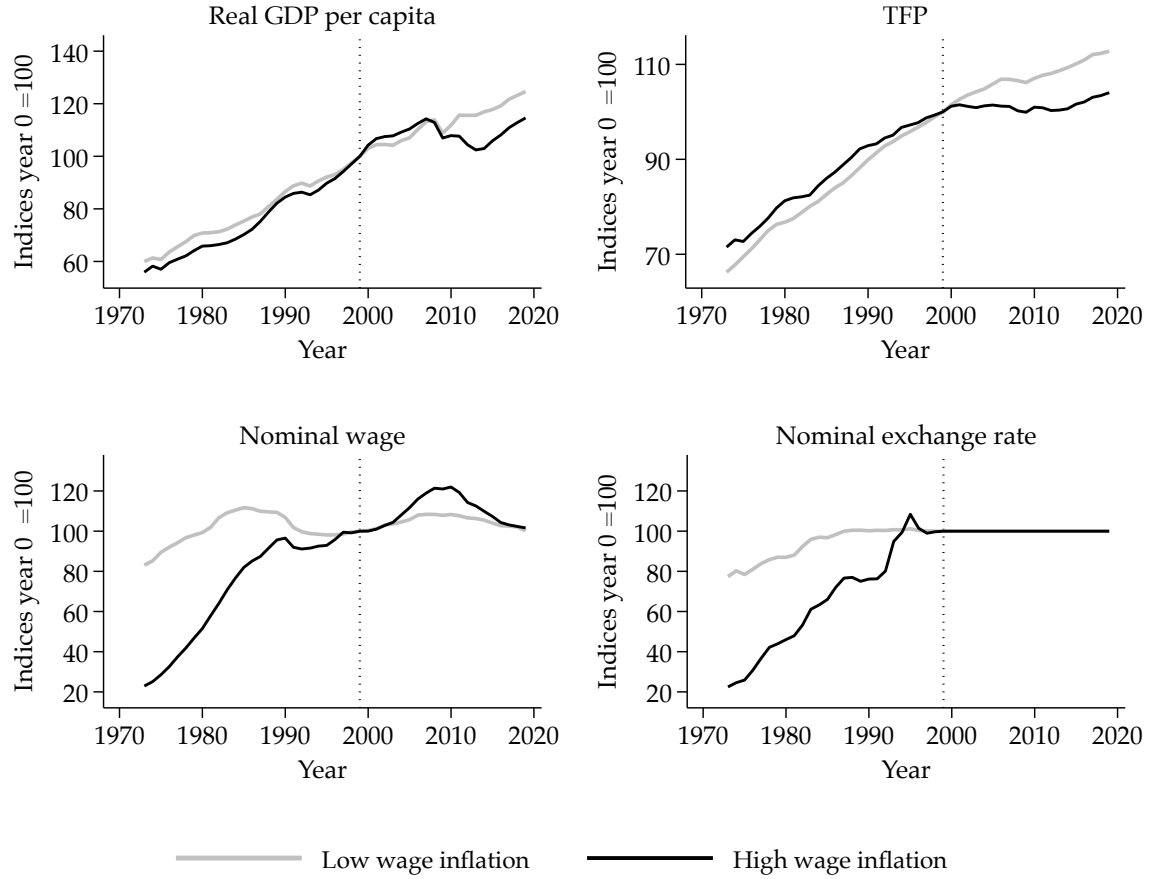 Real GDP per capita
Indices year 0 =100
140
120
100
80
60
1970 1980 1990 2000 2010 2020
Year
TFP
Indices year 0 =100
110
90
70
1970 1980 1990 2000 2010 2020
Year
Nominal wage
Indices year 0 =100
120
100
80
60
40
20
1970 1980 1990 2000 2010 2020
Year
Nominal exchange rate
Indices year 0 =100
120
100
80
60
40
20
1970 1980 1990 2000 2010 2020
Year
Low wage inflation
High wage inflation